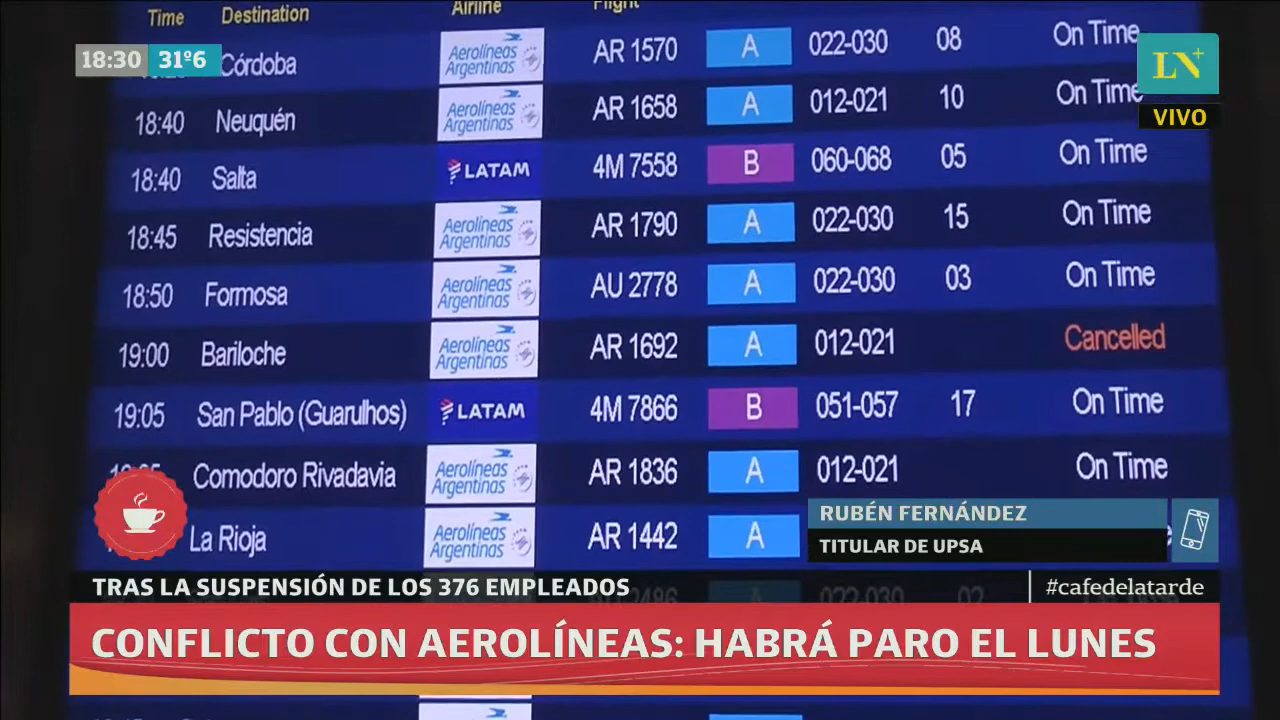 Time Destination Airline Flight
Córdoba Aerolíneas Argentinas AR 1570 A 022-030 08 On Time
18:40 Neuquén Aerolíneas Argentinas AR 1658 A 012-021 10 On Time
18:40 Salta LATAM 4M 7558 B 060-068 05 On Time
18:45 Resistencia Aerolíneas Argentinas AR 1790 A 022-030 15 On Time
18:50 Formosa Aerolíneas Argentinas AU 2778 A 022-030 03 On Time
19:00 Bariloche Aerolíneas Argentinas AR 1692 A 012-021 Cancelled
19:05 San Pablo (Guarulhos) LATAM 4M 7866 B 051-057 17 On Time
Comodoro Rivadavia Aerolíneas Argentinas AR 1836 A 012-021 On Time
La Rioja Aerolíneas Argentinas AR 1442 A
022-030 02
18:30 31º6
LN+
VIVO
RUBÉN FERNÁNDEZ
TITULAR DE UPSA
TRAS LA SUSPENSIÓN DE LOS 376 EMPLEADOS
#cafedelatarde
CONFLICTO CON AEROLÍNEAS: HABRÁ PARO EL LUNES